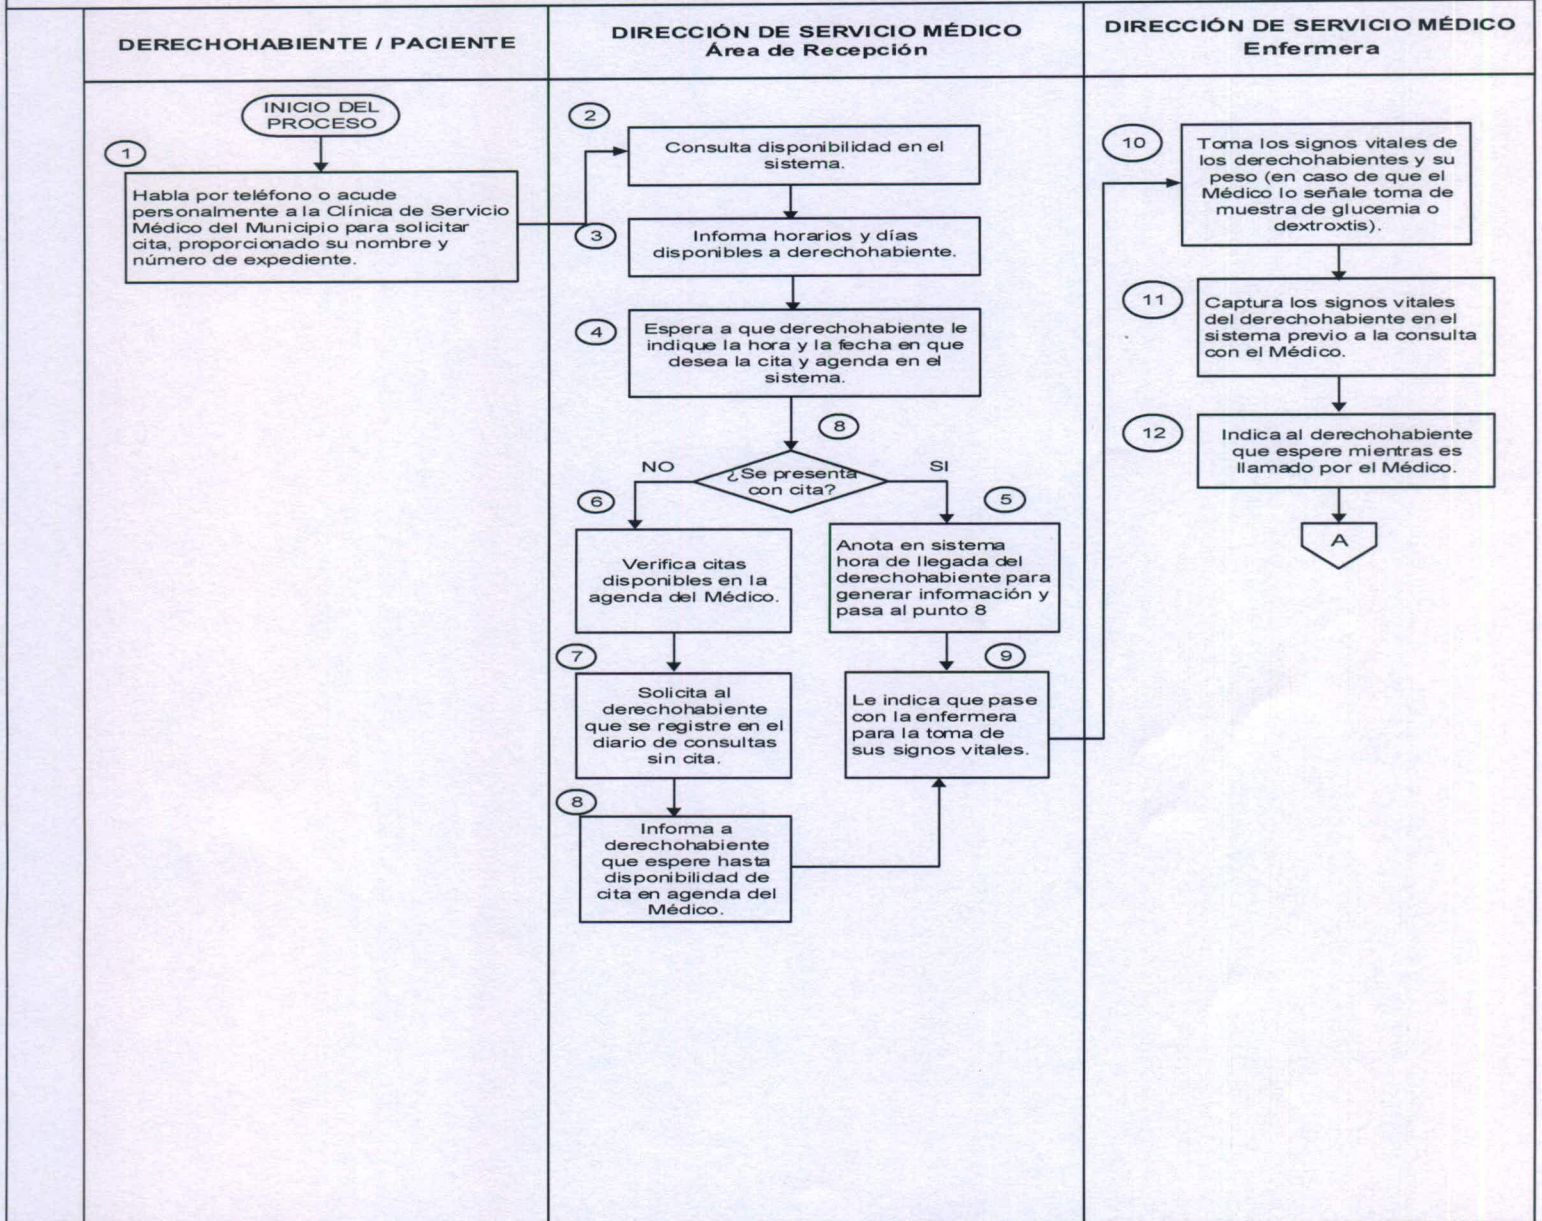 DERECHOHABIENTE / PACIENTE
DIRECCIÓN DE SERVICIO MÉDICO
Área de Recepción
DIRECCIÓN DE SERVICIO MÉDICO
Enfermera
INICIO DEL
PROCESO
1
Habla por teléfono o acude
personalmente a la Clínica de Servicio
Médico del Municipio para solicitar
cita, proporcionado su nombre y
número de expediente.
2
Consulta disponibilidad en el
sistema.
3
Informa horarios y días
disponibles a derechohabiente.
4
Espera a que derechohabiente le
indique la hora y la fecha en que
desea la cita y agenda en el
sistema.
8
¿Se presenta
con cita?
NO
SI
6
Verifica citas
disponibles en la
agenda del Médico.
5
Anota en sistema
hora de llegada del
derechohabiente para
generar información y
pasa al punto 8
7
Solicita al
derechohabiente
que se registre en el
diario de consultas
sin cita.
9
Le indica que pase
con la enfermera
para la toma de
sus signos vitales.
8
Informa a
derechohabiente
que espere hasta
disponibilidad de
cita en agenda del
Médico.
10
Toma los signos vitales de
los derechohabientes y su
peso (en caso de que el
Médico lo señale toma de
muestra de glucemia o
dextroxtis).
11
Captura los signos vitales
del derechohabiente en el
sistema previo a la consulta
con el Médico.
12
Indica al derechohabiente
que espere mientras es
llamado por el Médico.
A